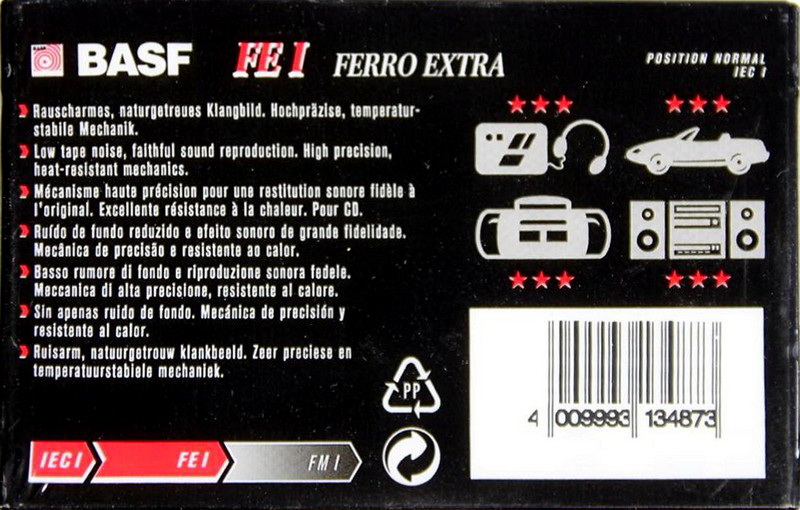 BASF FE I FERRO EXTRA
POSITION NORMAL
IEC I
Rauscharmes, naturgetreues Klangbild. Hochpräzise, temperatur-
stabile Mechanik.
Low tape noise, faithful sound reproduction. High precision,
heat-resistant mechanics.
Mécanisme haute précision pour une restitution sonore fidèle à
l'original. Excellente résistance à la chaleur. Pour CD.
Ruído de fundo reduzido e efeito sonoro de grande fidelidade.
Mecânica de precisão e resistente ao calor.
Basso rumore di fondo e riproduzione sonora fedele.
Meccanica di alta precisione, resistente al calore.
Sin apenas ruido de fondo. Mecánica de precisión y
resistente al calor.
Ruisarm, natuurgetrouw klankbeeld. Zeer preciese en
temperatuurstabiele mechaniek.
PP
IEC I FE I FM I
4 009993 134873